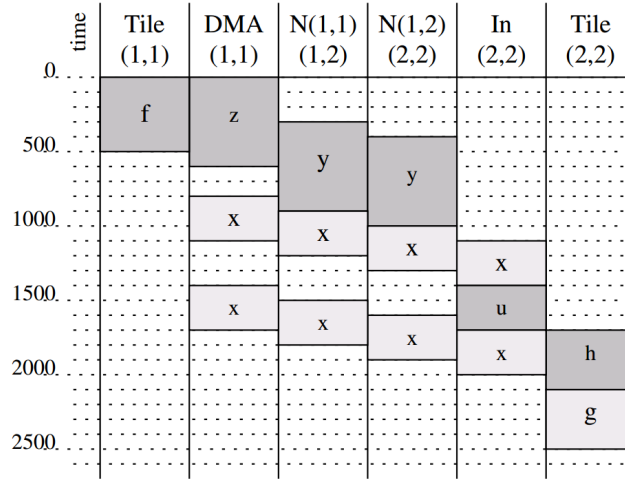 time
Tile DMA N(1,1) N(1,2) In Tile
(1,1) (1,1) (1,2) (2,2) (2,2) (2,2)
0
f z
500
y y
1000
x x x x
1500
x x x u x
2000
h
g
2500